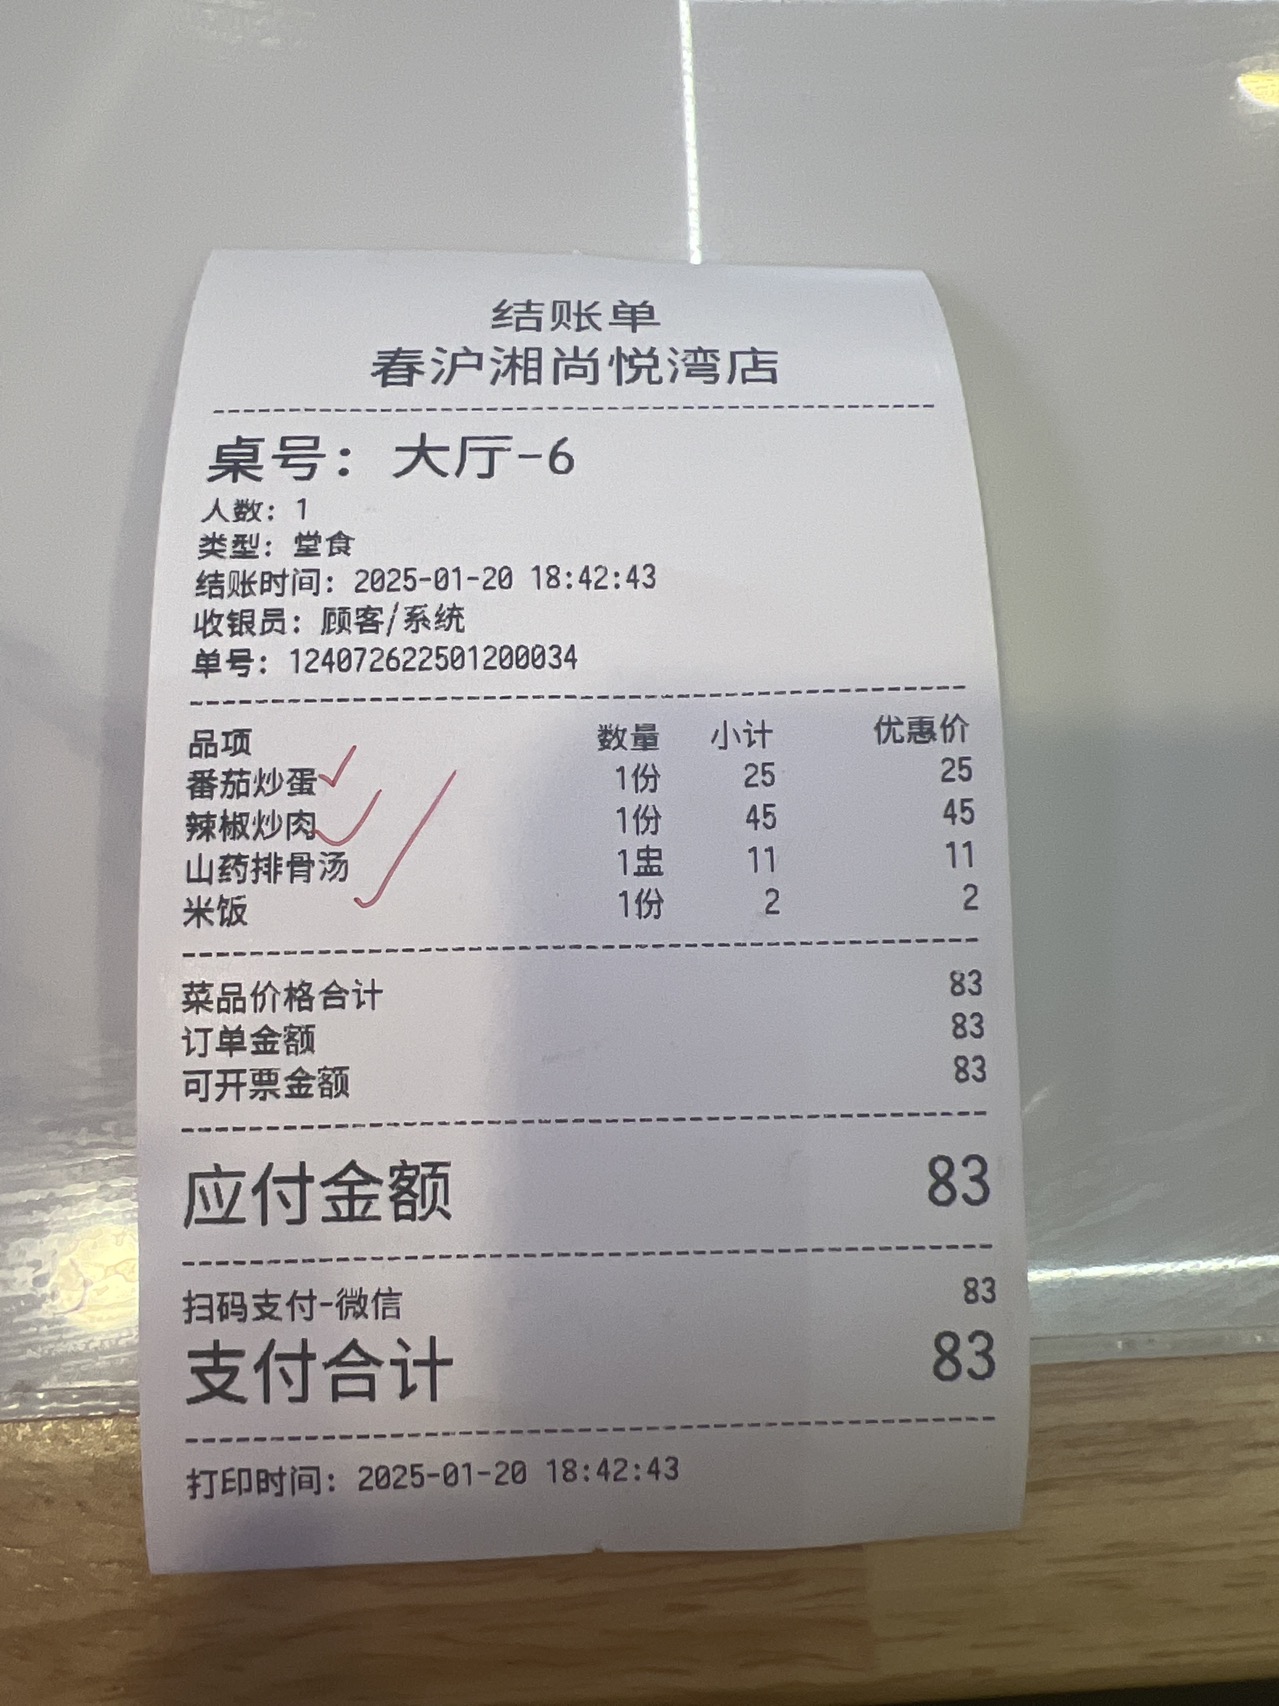 结账单
春沪湘尚悦湾店
桌号：大厅-6
人数：1
类型：堂食
结账时间：2025-01-20 18:42:43
收银员：顾客/系统
单号：124072622501200034
品项 数量 小计 优惠价
番茄炒蛋 1份 25 25
辣椒炒肉 1份 45 45
山药排骨汤 1盅 11 11
米饭 1份 2 2
菜品价格合计 83
订单金额 83
可开票金额 83
应付金额 83
扫码支付-微信 83
支付合计 83
打印时间：2025-01-20 18:42:43